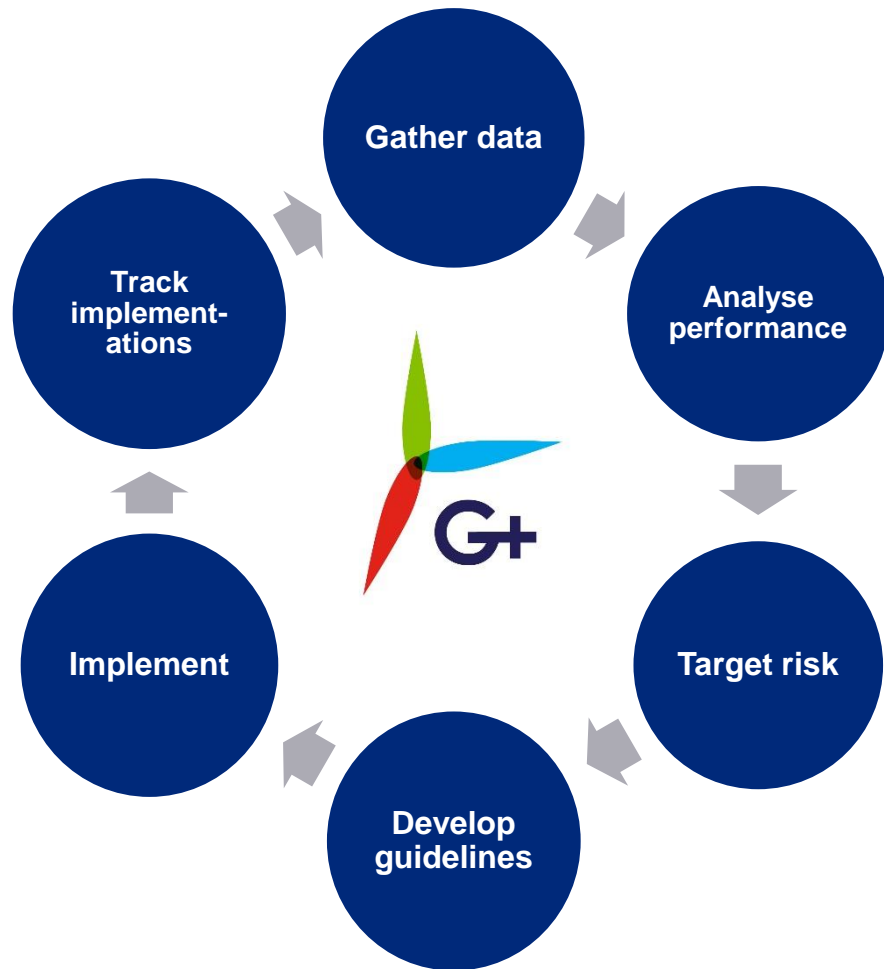 Gather data
Analyse
performance
Target risk
Develop
guidelines
Implement
Track
implement-
ations
G+